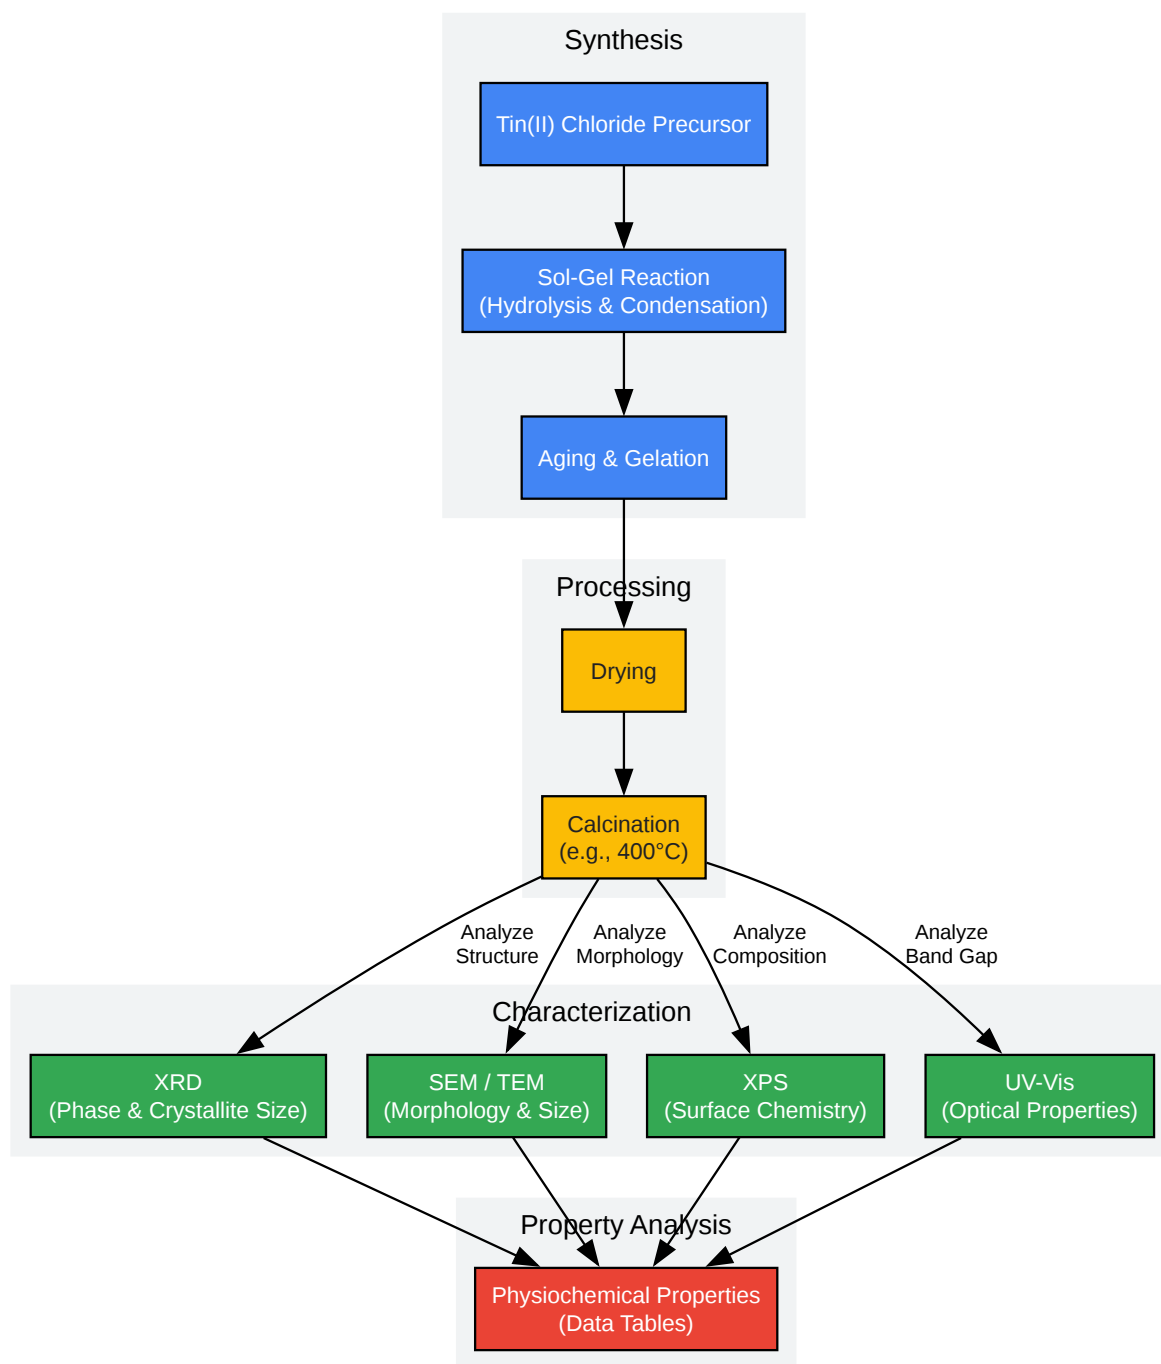 Synthesis
Tin(II) Chloride Precursor
Sol-Gel Reaction
(Hydrolysis & Condensation)
Aging & Gelation
Processing
Drying
Calcination
(e.g., 400°C)
Analyze
Structure
Analyze
Morphology
Analyze
Composition
Analyze
Band Gap
Characterization
XRD
(Phase & Crystallite Size)
SEM / TEM
(Morphology & Size)
XPS
(Surface Chemistry)
UV-Vis
(Optical Properties)
Property Analysis
Physiochemical Properties
(Data Tables)